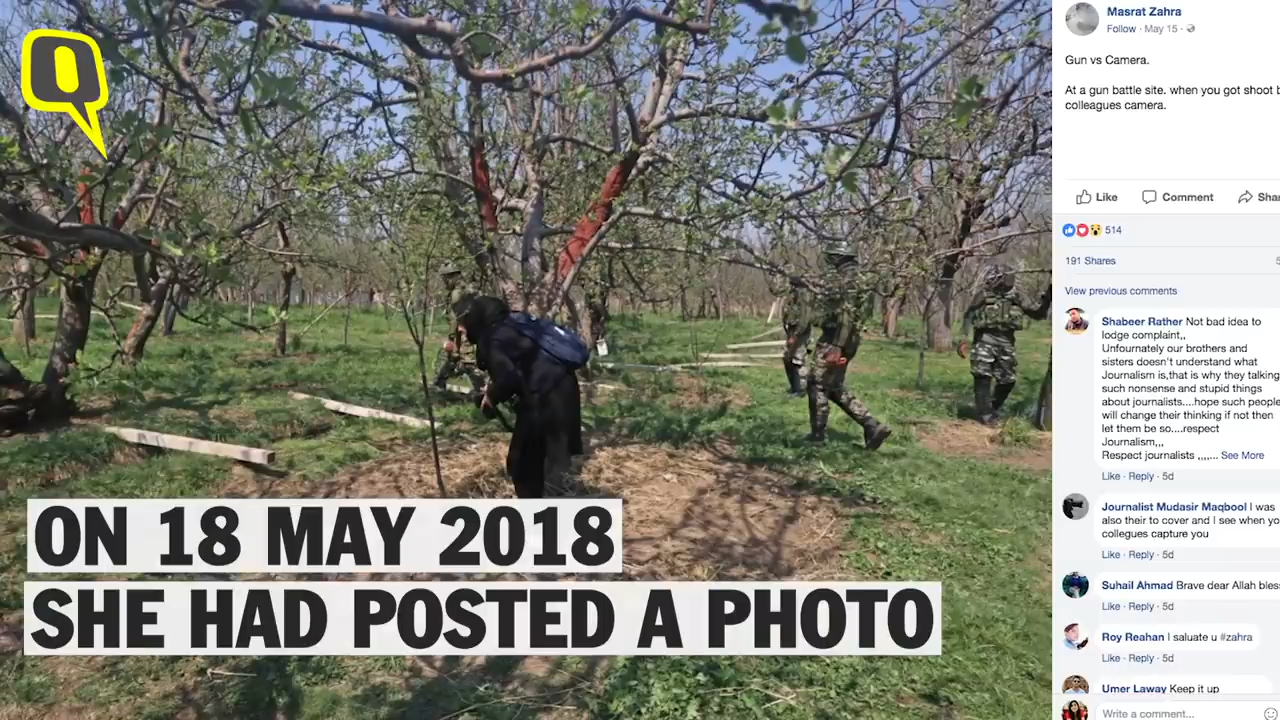 Q
ON 18 MAY 2018
SHE HAD POSTED A PHOTO
Masrat Zahra
Follow · May 15 ·
Gun vs Camera.
At a gun battle site. when you got shoot b
colleagues camera.
Like Comment Shar
514
191 Shares 5
View previous comments
Shabeer Rather Not bad idea to
lodge complaint,,
Unfournately our brothers and
sisters doesn't understand what
Journalism is,that is why they talking
such nonsense and stupid things
about journalists....hope such people
will change their thinking if not then
let them be so....respect
Journalism,,,
Respect journalists ,,,,... See More
Like · Reply · 5d
Journalist Mudasir Maqbool I was
also their to cover and I see when yo
collegues capture you
Like · Reply · 5d
Suhail Ahmad Brave dear Allah bles
Like · Reply · 5d
Roy Reahan I saluate u #zahra
Like · Reply · 5d
Umer Laway Keep it up
Write a comment...